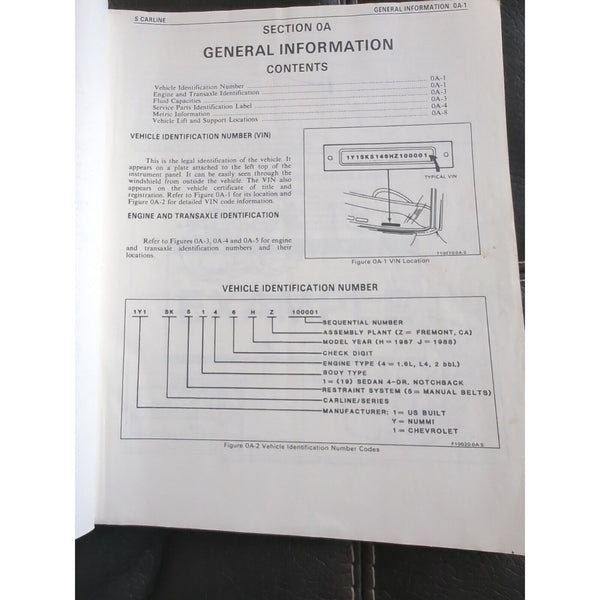 S CARLINE
GENERAL INFORMATION 0A-1
SECTION 0A
GENERAL INFORMATION
CONTENTS
Vehicle Identification Number 0A-1
Engine and Transaxle Identification 0A-3
Fluid Capacities 0A-3
Service Parts Identification Label 0A-4
Metric Information 0A-4
Vehicle Lift and Support Locations 0A-8
VEHICLE IDENTIFICATION NUMBER (VIN)
This is the legal identification of the vehicle. It
appears on a plate attached to the left top of the
instrument panel. It can be easily seen through the
windshield from outside the vehicle. The VIN also
appears on the vehicle certificate of title and
registration. Refer to Figure 0A-1 for its location and
Figure 0A-2 for detailed VIN code information.
ENGINE AND TRANSAXLE IDENTIFICATION
Refer to Figures 0A-3, 0A-4 and 0A-5 for engine
and transaxle identification numbers and their
locations.
1Y1SK5146HZ100001
TYPICAL VIN
Figure 0A-1 VIN Location
VEHICLE IDENTIFICATION NUMBER
1Y1 SK 5 1 4 6 H Z 100001
SEQUENTIAL NUMBER
ASSEMBLY PLANT (Z = FREMONT, CA)
MODEL YEAR (H = 1987 J = 1988)
CHECK DIGIT
ENGINE TYPE (4 = 1.6L, L4, 2 bbL)
BODY TYPE
1 = (19) SEDAN 4-DR. NOTCHBACK
RESTRAINT SYSTEM (5 = MANUAL BELTS)
CARLINE/SERIES
MANUFACTURER: 1 = US BUILT
Y = NUMMI
1 = CHEVROLET
Figure 0A-2 Vehicle Identification Number Codes